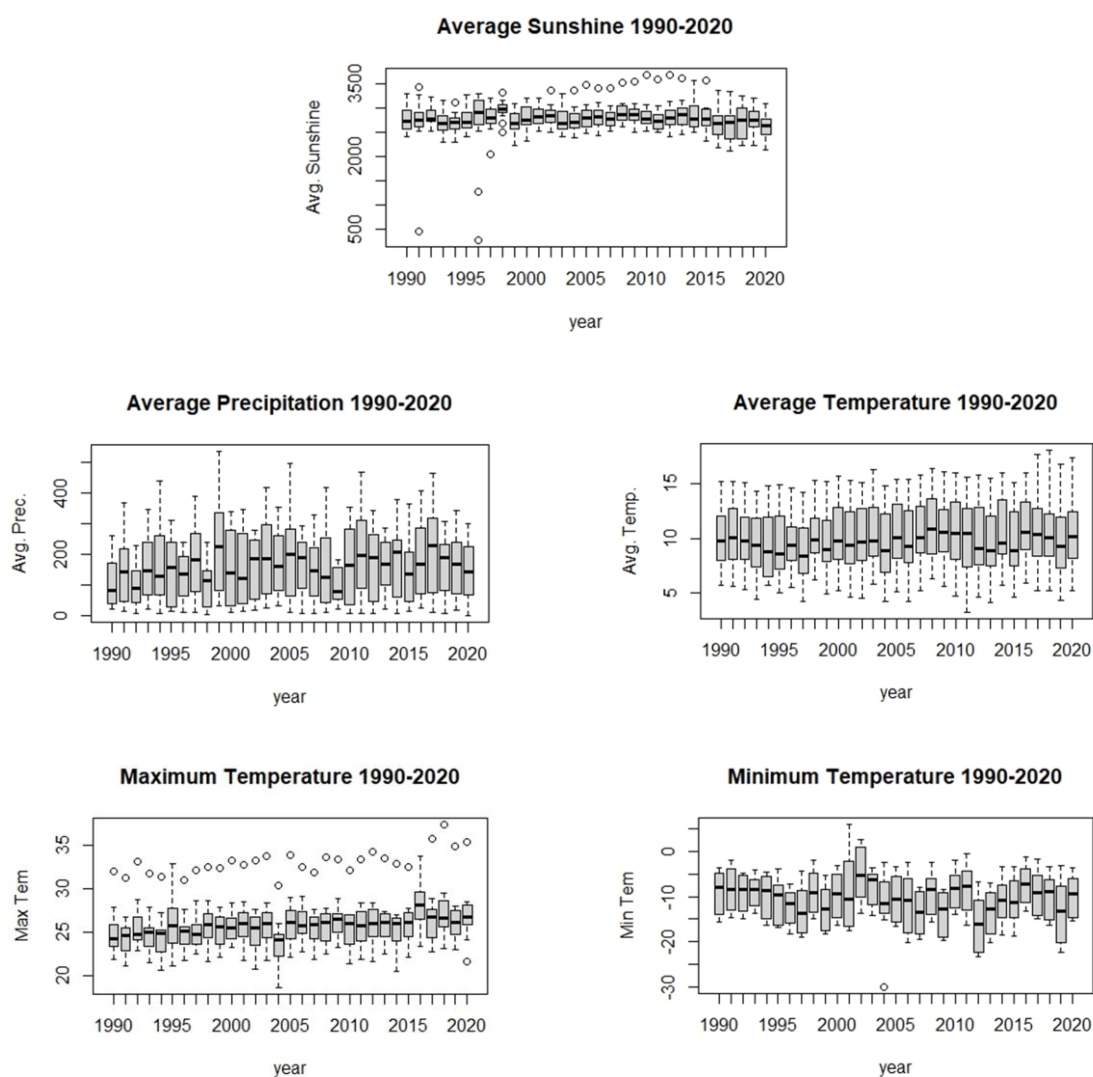 Average Sunshine 1990-2020
3500
2000
500
Avg. Sunshine
1990 1995 2000 2005 2010 2015 2020
year
Average Precipitation 1990-2020
400
200
0
Avg. Prec.
1990 1995 2000 2005 2010 2015 2020
year
Average Temperature 1990-2020
15
10
5
Avg. Temp.
1990 1995 2000 2005 2010 2015 2020
year
Maximum Temperature 1990-2020
35
30
25
20
Max Tem
1990 1995 2000 2005 2010 2015 2020
year
Minimum Temperature 1990-2020
0
-10
-20
-30
Min Tem
1990 1995 2000 2005 2010 2015 2020
year